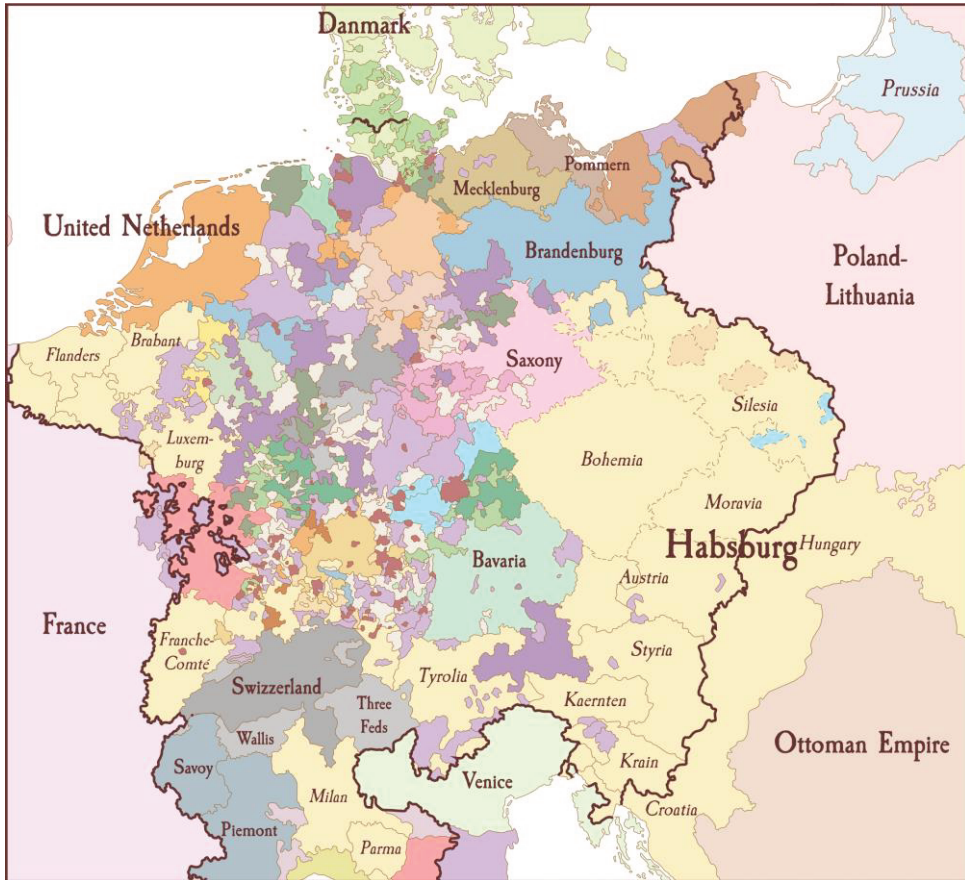 Danmark
Prussia
Pommern
Mecklenburg
United Netherlands
Brandenburg
Poland-
Lithuania
Brabant
Flanders
Saxony
Silesia
Luxem-
burg
Bohemia
Moravia
Habsburg
Hungary
Bavaria
Austria
France
Franche-
Comté
Styria
Tyrolia
Swizzerland
Kaernten
Three
Feds
Wallis
Ottoman Empire
Savoy
Krain
Venice
Milan
Croatia
Piemont
Parma